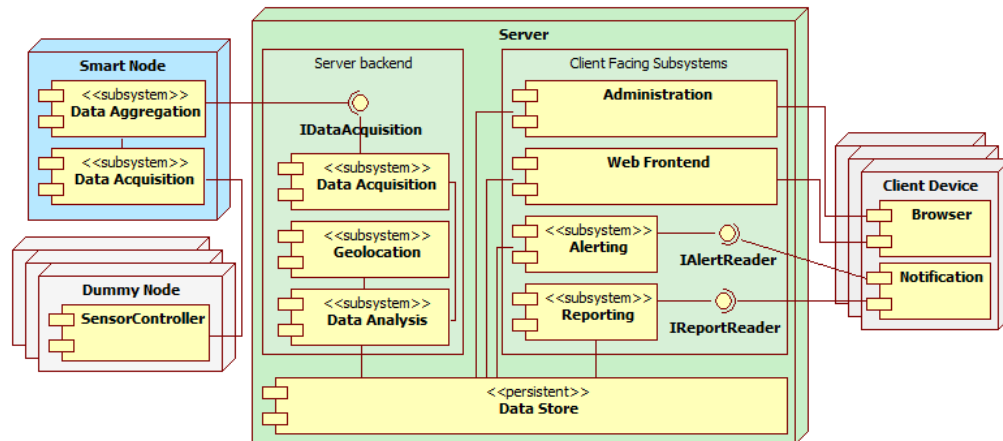 Server
Smart Node
<<subsystem>>
Data Aggregation
<<subsystem>>
Data Acquisition
Dummy Node
SensorController
Server backend
IDataAcquisition
<<subsystem>>
Data Acquisition
<<subsystem>>
Geolocation
<<subsystem>>
Data Analysis
Client Facing Subsystems
Administration
Web Frontend
<<subsystem>>
Alerting
IAlertReader
<<subsystem>>
Reporting
IReportReader
<<persistent>>
Data Store
Client Device
Browser
Notification